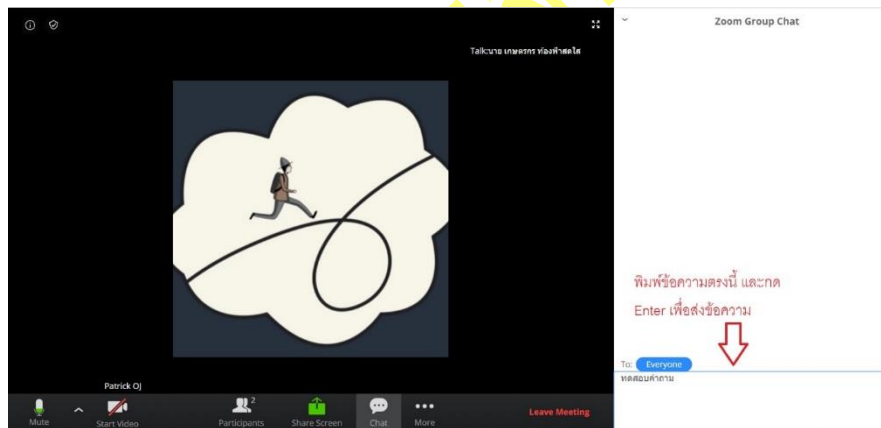 Zoom Group Chat
Talk:นาย เกษตรกร ท่องฟ้าสดใส
พิมพ์ข้อความตรงนี้ และกด
Enter เพื่อส่งข้อความ
To: Everyone
ทดสอบคำถาม
Patrick OJ
Mute
Start Video
Participants 2
Share Screen
Chat
More
Leave Meeting